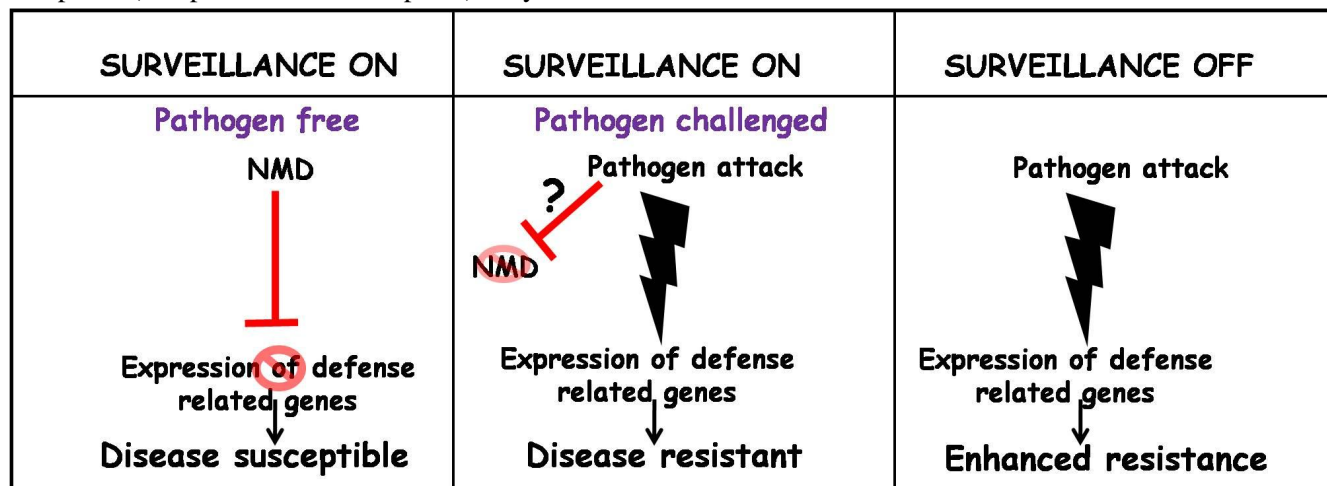 SURVEILLANCE ON
Pathogen free
NMD
Expression of defense
related genes
Disease susceptible
SURVEILLANCE ON
Pathogen challenged
Pathogen attack
?
NMD
Expression of defense
related genes
Disease resistant
SURVEILLANCE OFF
Pathogen attack
Expression of defense
related genes
Enhanced resistance